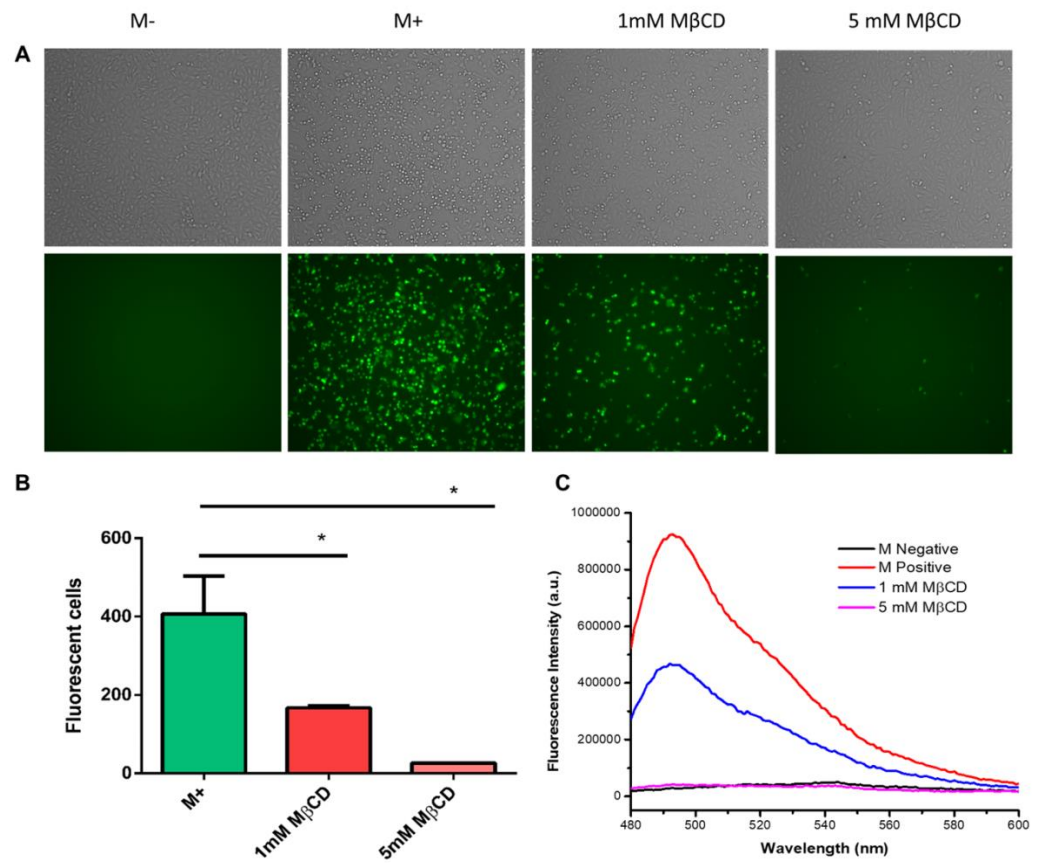 M- M+ 1mM MβCD 5 mM MβCD
A
B
*
*
600
400
200
0
Fluorescent cells
M+
1mM MβCD
5mM MβCD
C
1000000
800000
600000
400000
200000
0
Fluorescence Intensity (a.u.)
M Negative
M Positive
1 mM MβCD
5 mM MβCD
480 500 520 540 560 580 600
Wavelength (nm)